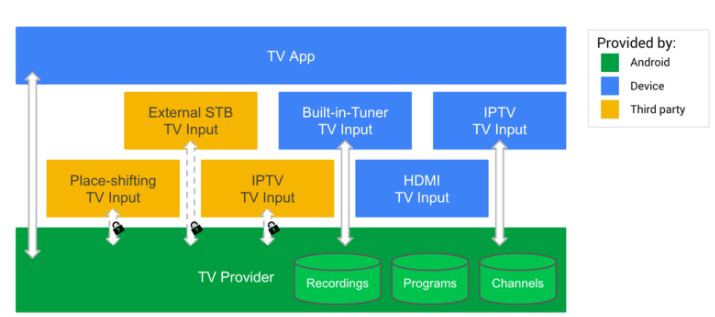 TV App
Provided by:
Android
Device
Third party
External STB
TV Input
Built-in-Tuner
TV Input
IPTV
TV Input
Place-shifting
TV Input
IPTV
TV Input
HDMI
TV Input
TV Provider
Recordings
Programs
Channels